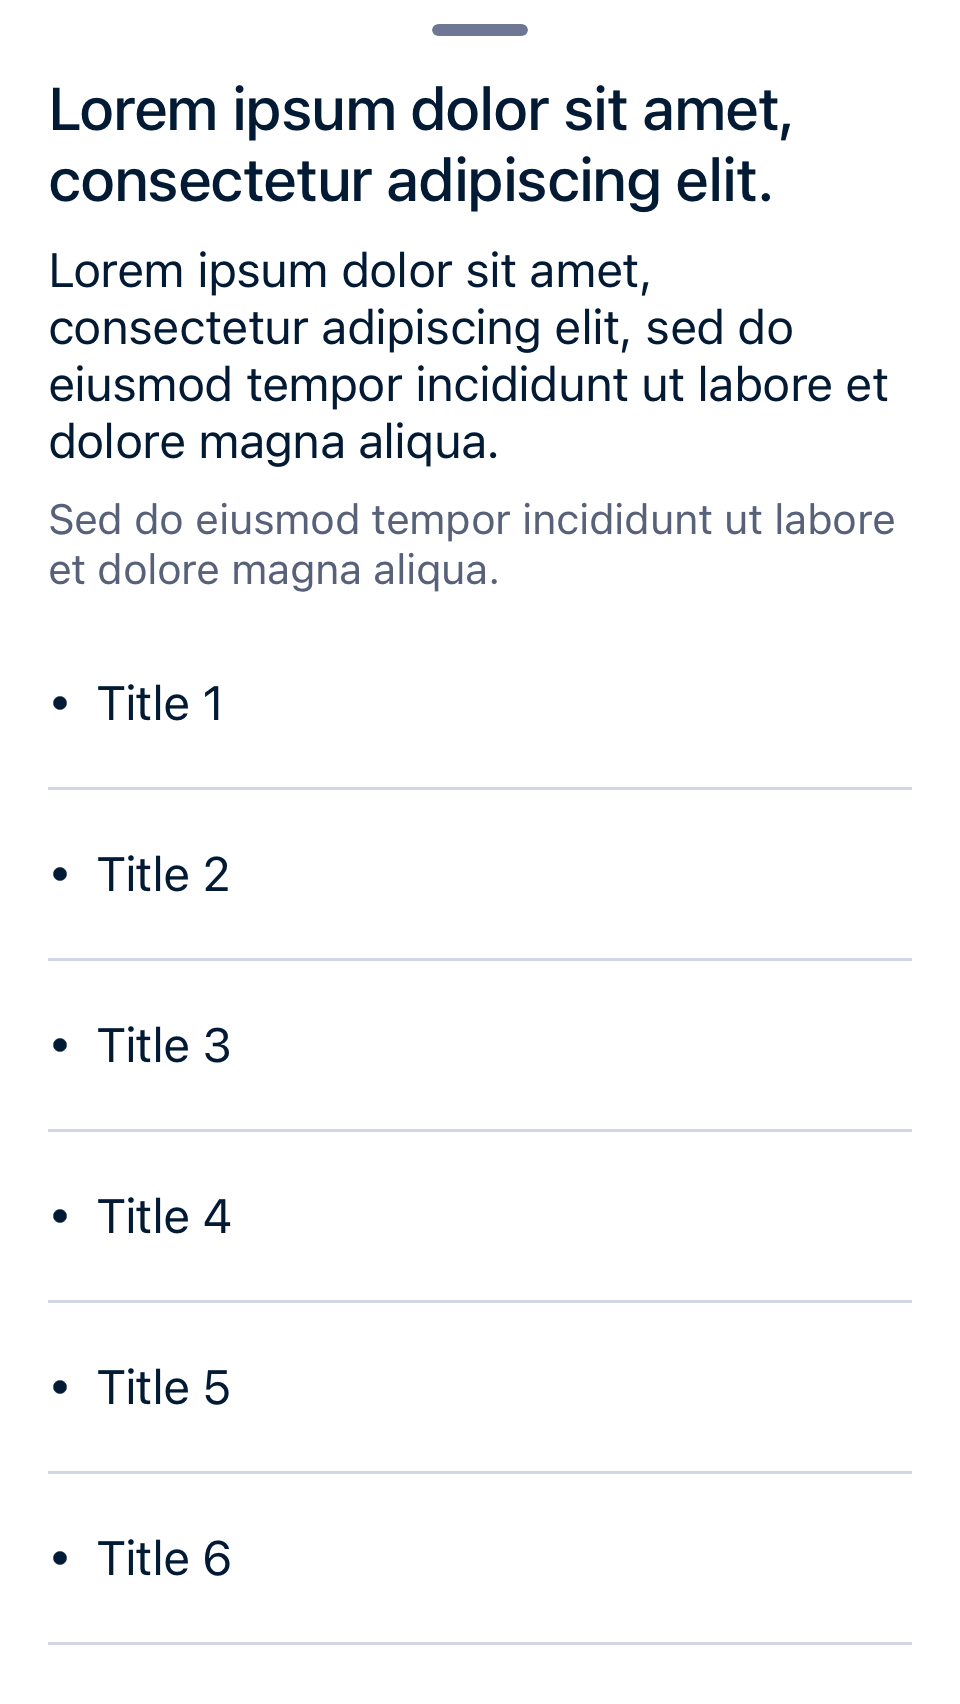 Lorem ipsum dolor sit amet,
consectetur adipiscing elit.
Lorem ipsum dolor sit amet,
consectetur adipiscing elit, sed do
eiusmod tempor incididunt ut labore et
dolore magna aliqua.
Sed do eiusmod tempor incididunt ut labore
et dolore magna aliqua.
• Title 1
• Title 2
• Title 3
• Title 4
• Title 5
• Title 6